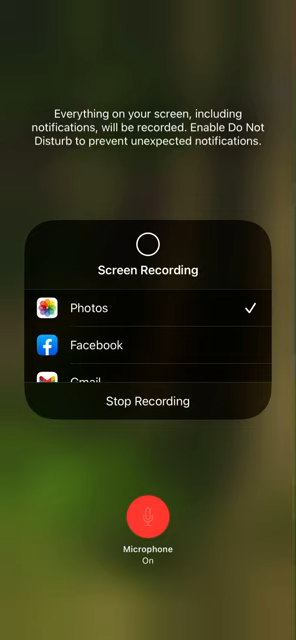 Everything on your screen, including
notifications, will be recorded. Enable Do Not
Disturb to prevent unexpected notifications.
Screen Recording
Photos
Facebook
Gmail
Stop Recording
Microphone
On